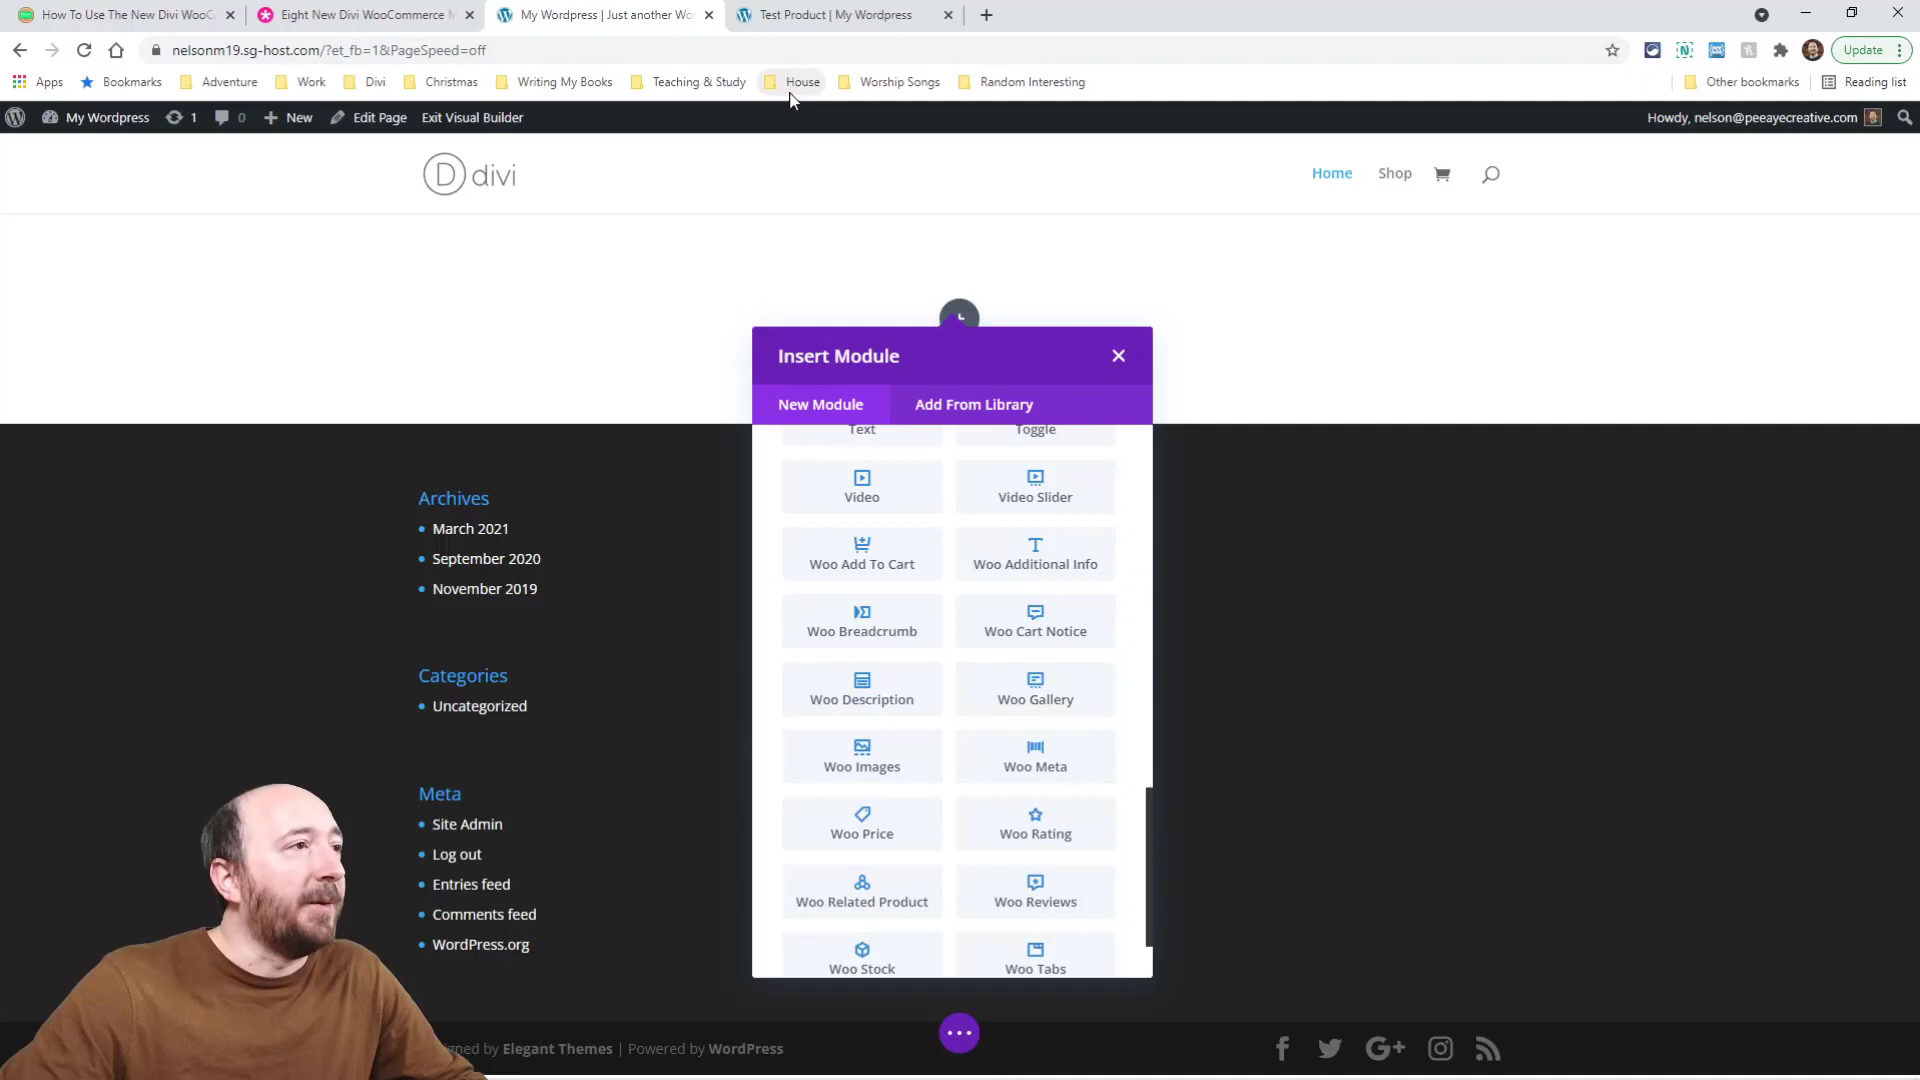 How To Use The New Divi WooC
Eight New Divi WooCommerce M
My Wordpress | Just another Wo
Test Product | My Wordpress
nelsonm19.sg-host.com/?et_fb=1&PageSpeed=off
Update
Apps
Bookmarks
Adventure
Work
Divi
Christmas
Writing My Books
Teaching & Study
House
Worship Songs
Random Interesting
Other bookmarks
Reading list
My Wordpress
1
0
New
Edit Page
Exit Visual Builder
Howdy, nelson@peeayecreative.com
D divi
Home
Shop
Insert Module
New Module
Add From Library
Text
Toggle
Video
Video Slider
Woo Add To Cart
Woo Additional Info
Woo Breadcrumb
Woo Cart Notice
Woo Description
Woo Gallery
Woo Images
Woo Meta
Woo Price
Woo Rating
Woo Related Product
Woo Reviews
Woo Stock
Woo Tabs
Archives
March 2021
September 2020
November 2019
Categories
Uncategorized
Meta
Site Admin
Log out
Entries feed
Comments feed
WordPress.org
gned by Elegant Themes | Powered by WordPress